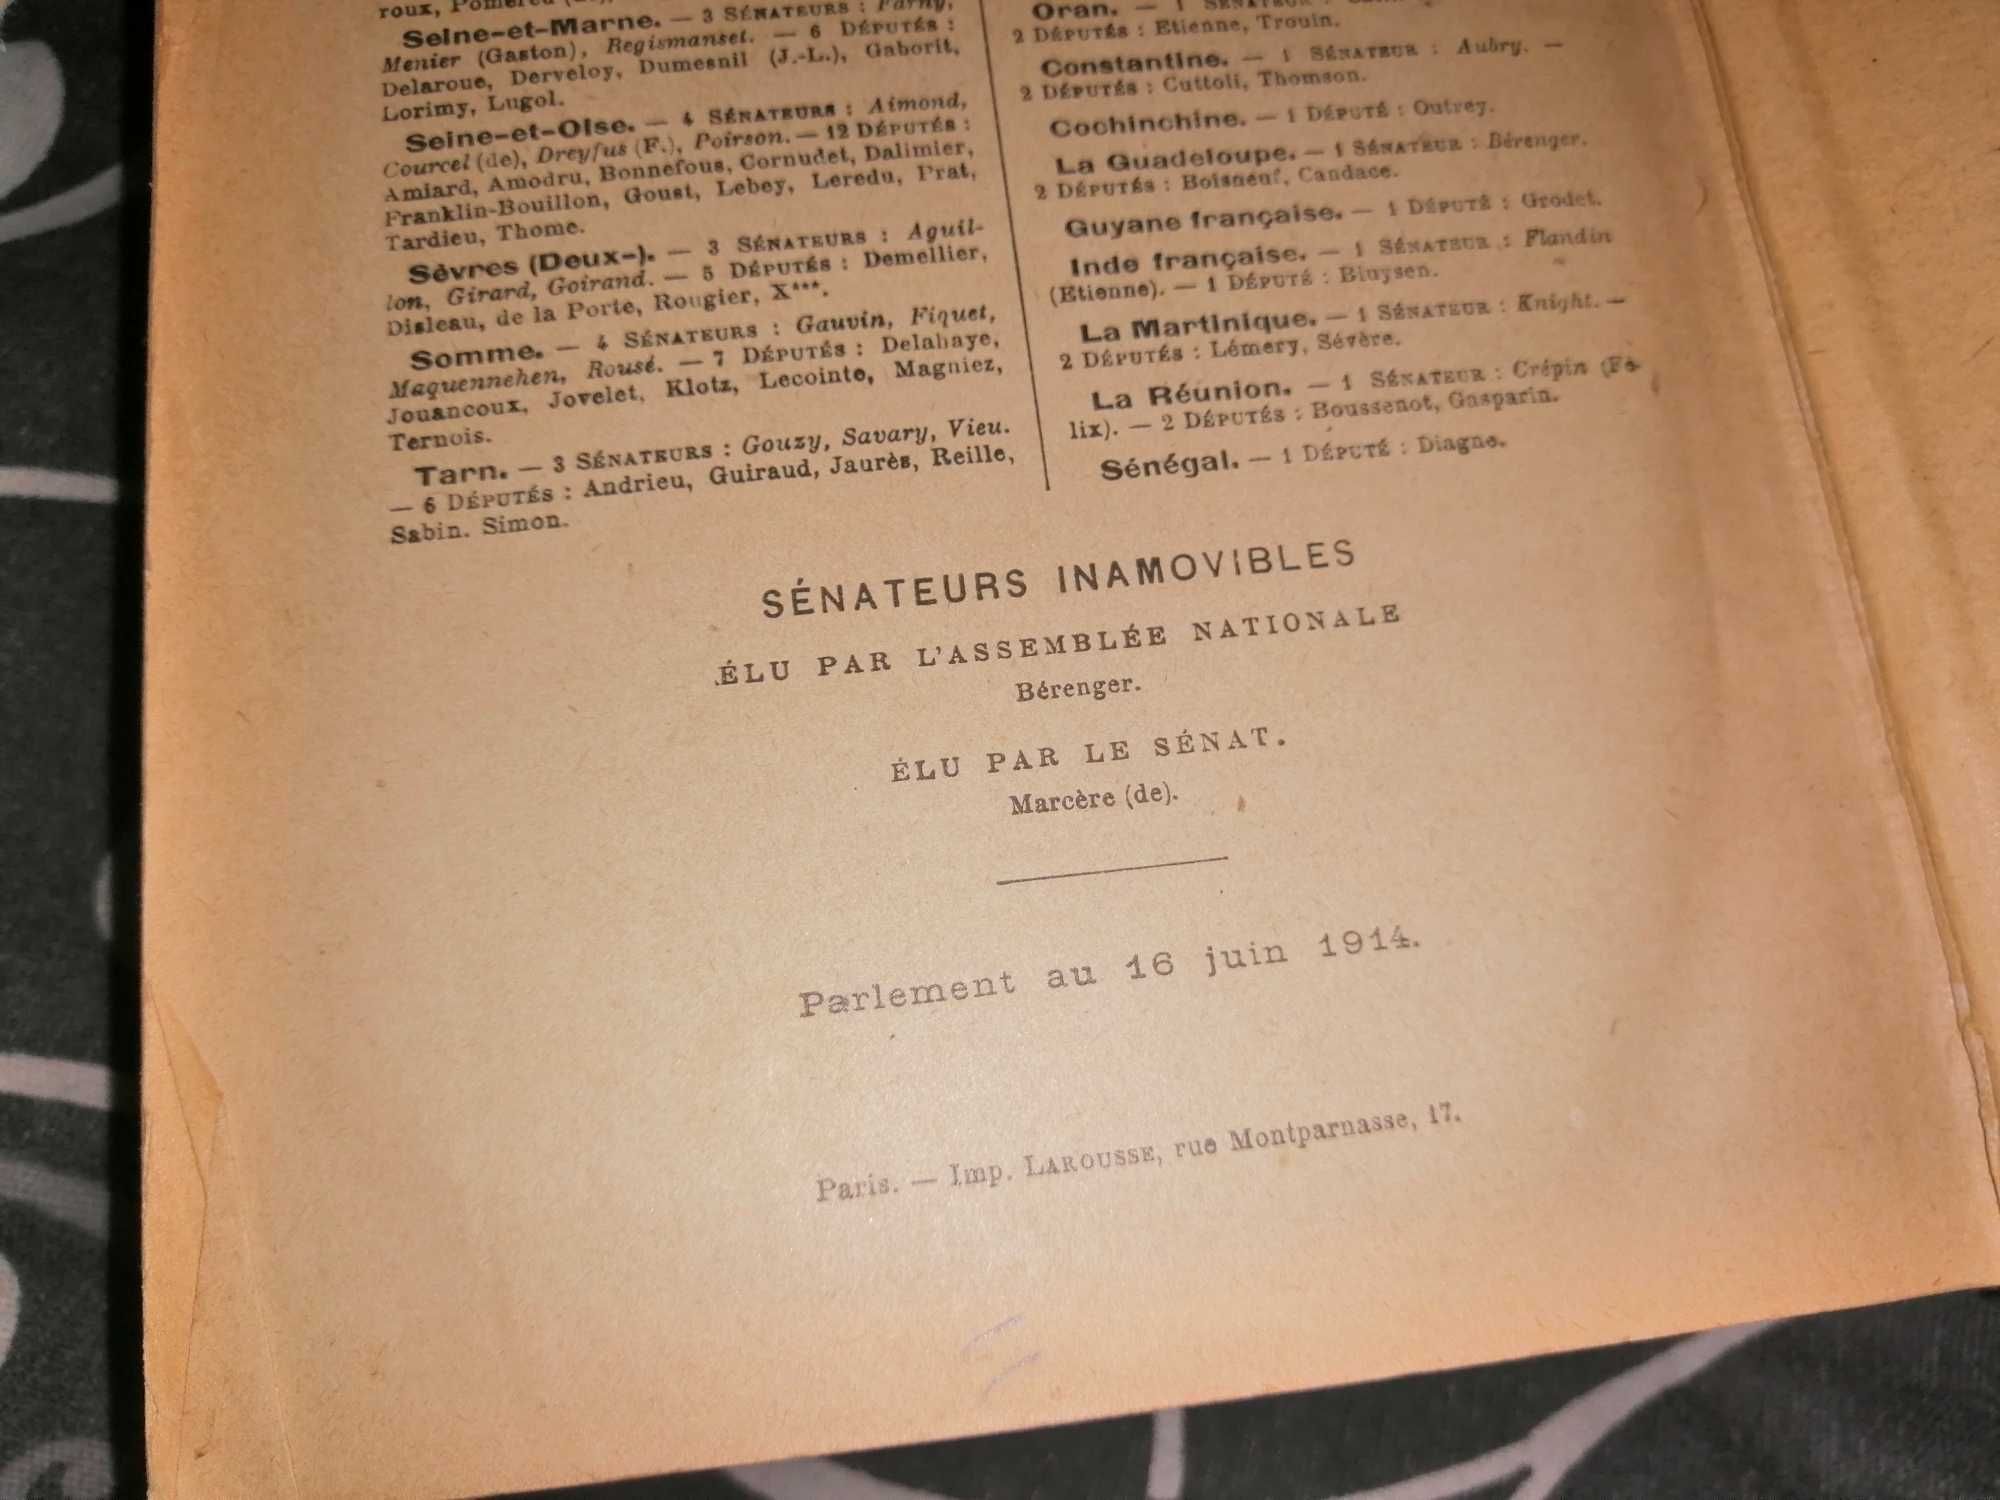 roux,
Seine-et-Marne. — 3 SÉNATEURS : Farny,
Menier (Gaston), Regismanset. — 6 DÉPUTÉS :
Delaroue, Derveloy, Dumesnil (J.-L.), Gaborit,
Lorimy, Lugol.
Seine-et-Oise. — 4 SÉNATEURS : Aimond,
Courcel (de), Dreyfus (F.), Poirson. — 12 DÉPUTÉS :
Amiard, Amodru, Bonnefous, Cornudet, Dalimier,
Franklin-Bouillon, Goust, Lebey, Leredu, Prat,
Tardieu, Thome.
Sèvres (Deux-). — 3 SÉNATEURS : Aguil-
lon, Girard, Goirand. — 5 DÉPUTÉS : Demellier,
Disleau, de la Porte, Rougier, X***.
Somme. — 4 SÉNATEURS : Gauvin, Fiquet,
Maquennehen, Rousé. — 7 DÉPUTÉS : Delahaye,
Jouancoux, Jovelet, Klotz, Lecointe, Magniez,
Ternois.
Tarn. — 3 SÉNATEURS : Gouzy, Savary, Vieu.
— 6 DÉPUTÉS : Andrieu, Guiraud, Jaurès, Reille,
Sabin. Simon.
Oran. — 1
2 DÉPUTÉS : Etienne, Trouin.
Constantine. — 1 SÉNATEUR : Aubry. —
2 DÉPUTÉS : Cuttoli, Thomson.
Cochinchine. — 1 DÉPUTÉ : Outrey.
La Guadeloupe. — 1 SÉNATEUR : Bérenger.
2 DÉPUTÉS : Boisneuf, Candace.
Guyane française. — 1 DÉPUTÉ : Grodet.
Inde française. — 1 SÉNATEUR : Flandin
(Etienne). — 1 DÉPUTÉ : Bluysen.
La Martinique. — 1 SÉNATEUR : Knight. —
2 DÉPUTÉS : Lémery, Sévère.
La Réunion. — 1 SÉNATEUR : Crépin (Fé-
lix). — 2 DÉPUTÉS : Boussenot, Gasparin.
Sénégal. — 1 DÉPUTÉ : Diagne.
SÉNATEURS INAMOVIBLES
ÉLU PAR L'ASSEMBLÉE NATIONALE
Bérenger.
ÉLU PAR LE SÉNAT.
Marcère (de).
Parlement au 16 juin 1914.
Paris. — Imp. LAROUSSE, rue Montparnasse, 17.